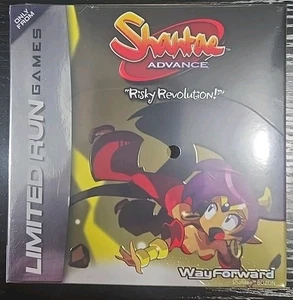 ONLY FROM
LIMITED RUN GAMES
Shantae
ADVANCE
"Risky Revolution!"
WayForward